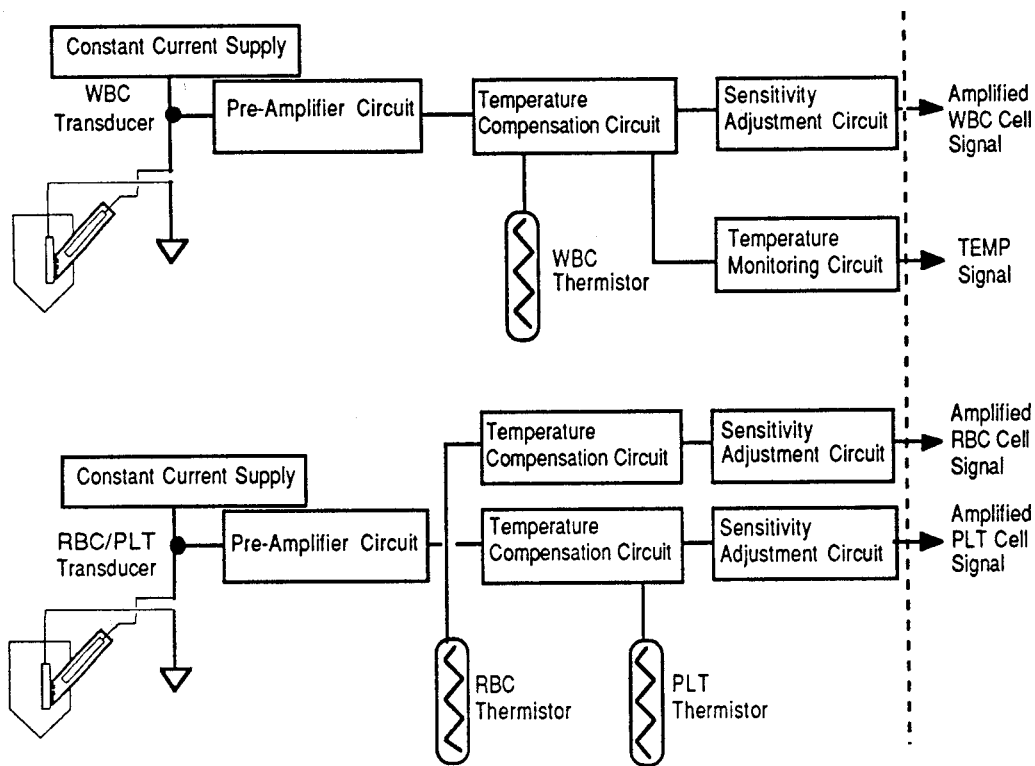 Constant Current Supply
WBC
Transducer
Pre-Amplifier Circuit
Temperature
Compensation Circuit
Sensitivity
Adjustment Circuit
Amplified
WBC Cell
Signal
WBC
Thermistor
Temperature
Monitoring Circuit
TEMP
Signal
Constant Current Supply
RBC/PLT
Transducer
Pre-Amplifier Circuit
Temperature
Compensation Circuit
Sensitivity
Adjustment Circuit
Amplified
RBC Cell
Signal
Temperature
Compensation Circuit
Sensitivity
Adjustment Circuit
Amplified
PLT Cell
Signal
RBC
Thermistor
PLT
Thermistor